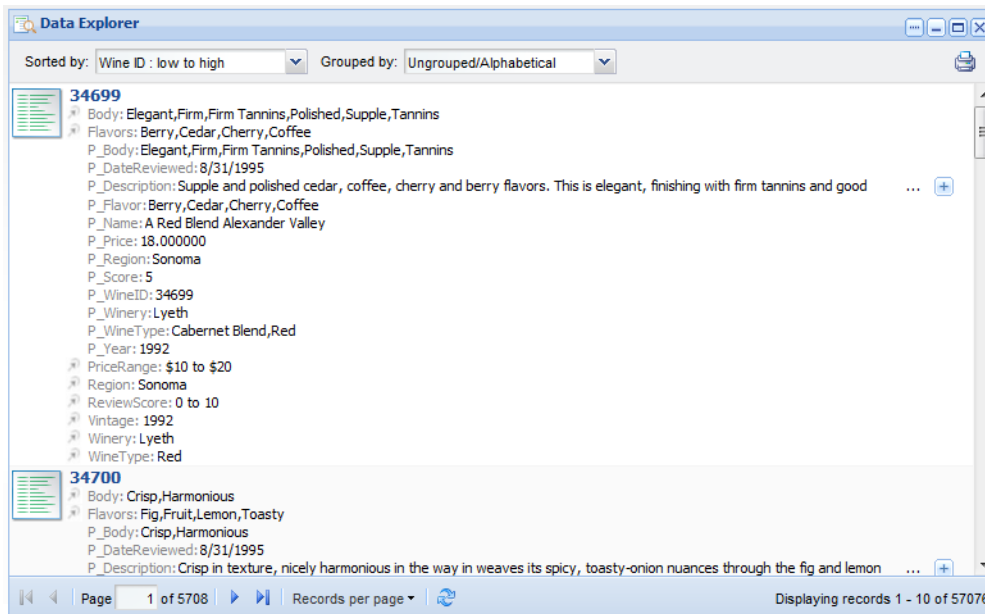 Data Explorer
Sorted by: Wine ID : low to high Grouped by: Ungrouped/Alphabetical
34699
Body: Elegant,Firm,Firm Tannins,Polished,Supple,Tannins
Flavors: Berry,Cedar,Cherry,Coffee
P_Body: Elegant,Firm,Firm Tannins,Polished,Supple,Tannins
P_DateReviewed: 8/31/1995
P_Description: Supple and polished cedar, coffee, cherry and berry flavors. This is elegant, finishing with firm tannins and good ...
P_Flavor: Berry,Cedar,Cherry,Coffee
P_Name: A Red Blend Alexander Valley
P_Price: 18.000000
P_Region: Sonoma
P_Score: 5
P_WineID: 34699
P_Winery: Lyeth
P_WineType: Cabernet Blend,Red
P_Year: 1992
PriceRange: $10 to $20
Region: Sonoma
ReviewScore: 0 to 10
Vintage: 1992
Winery: Lyeth
WineType: Red
34700
Body: Crisp,Harmonious
Flavors: Fig,Fruit,Lemon,Toasty
P_Body: Crisp,Harmonious
P_DateReviewed: 8/31/1995
P_Description: Crisp in texture, nicely harmonious in the way in weaves its spicy, toasty-onion nuances through the fig and lemon ...
Page 1 of 5708 Records per page Displaying records 1 - 10 of 57076